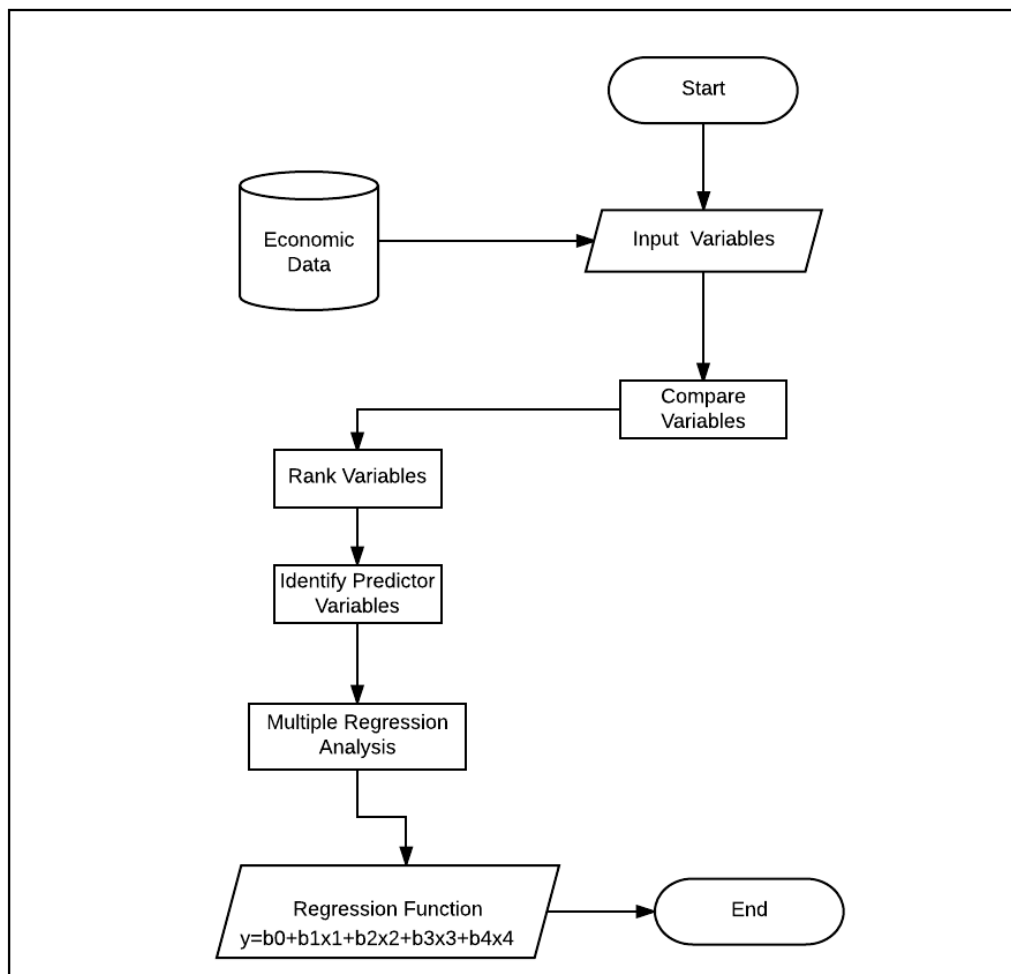 Start
Economic
Data
Input Variables
Compare
Variables
Rank Variables
Identify Predictor
Variables
Multiple Regression
Analysis
Regression Function
y=b0+b1x1+b2x2+b3x3+b4x4
End